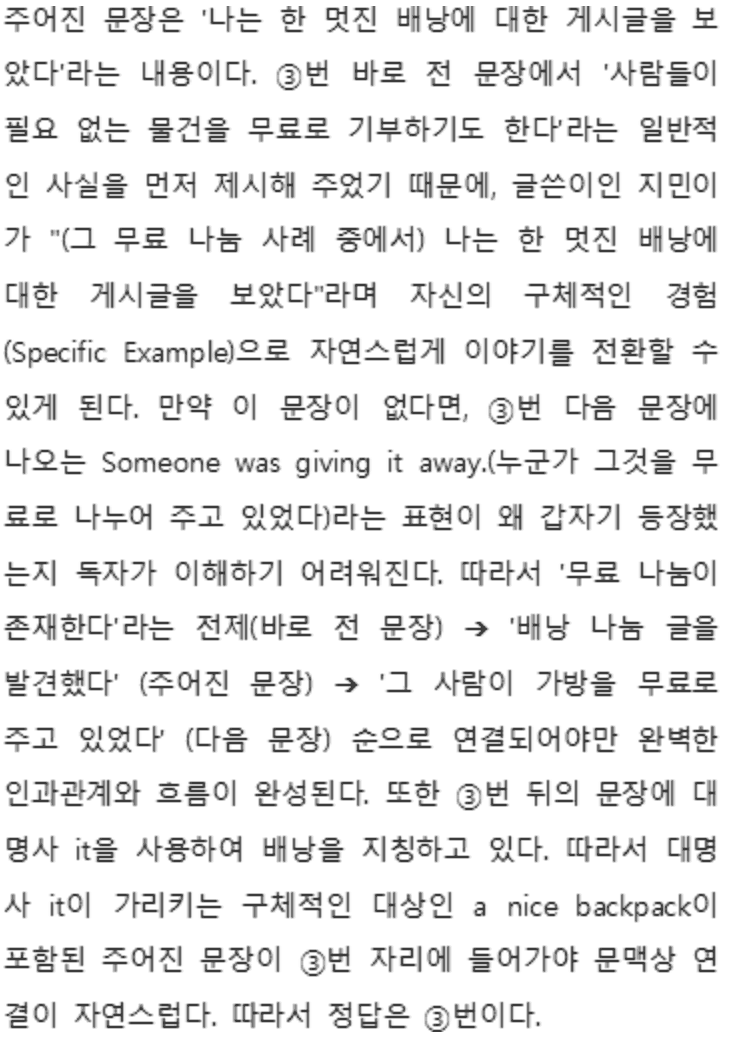 주어진 문장은 '나는 한 멋진 배낭에 대한 게시글을 보
았다'라는 내용이다. ③번 바로 전 문장에서 '사람들이
필요 없는 물건을 무료로 기부하기도 한다'라는 일반적
인 사실을 먼저 제시해 주었기 때문에, 글쓴이인 지민이
가 "(그 무료 나눔 사례 중에서) 나는 한 멋진 배낭에
대한 게시글을 보았다"라며 자신의 구체적인 경험
(Specific Example)으로 자연스럽게 이야기를 전환할 수
있게 된다. 만약 이 문장이 없다면, ③번 다음 문장에
나오는 Someone was giving it away.(누군가 그것을 무
료로 나누어 주고 있었다)라는 표현이 왜 갑자기 등장했
는지 독자가 이해하기 어려워진다. 따라서 '무료 나눔이
존재한다'라는 전제(바로 전 문장) ➔ '배낭 나눔 글을
발견했다' (주어진 문장) ➔ '그 사람이 가방을 무료로
주고 있었다' (다음 문장) 순으로 연결되어야만 완벽한
인과관계와 흐름이 완성된다. 또한 ③번 뒤의 문장에 대
명사 it을 사용하여 배낭을 지칭하고 있다. 따라서 대명
사 it이 가리키는 구체적인 대상인 a nice backpack이
포함된 주어진 문장이 ③번 자리에 들어가야 문맥상 연
결이 자연스럽다. 따라서 정답은 ③번이다.